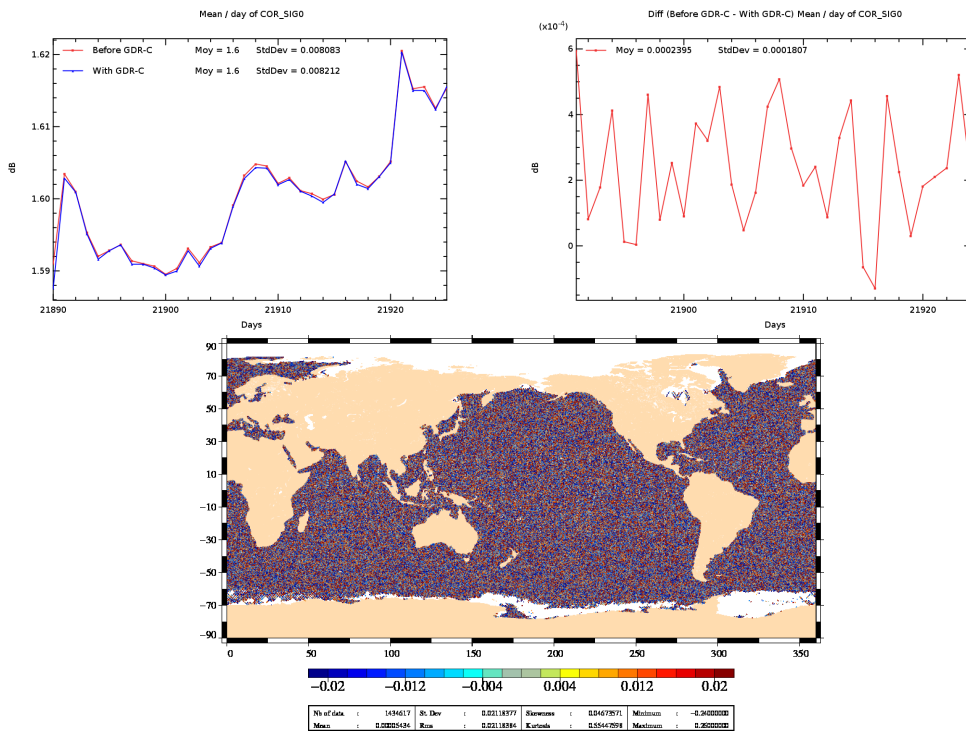 Mean / day of COR_SIG0
Before GDR-C Moy = 1.6 StdDev = 0.008083
With GDR-C Moy = 1.6 StdDev = 0.008212
1.62
1.61
1.60
1.59
dB
21890 21900 21910 21920
Days
Diff (Before GDR-C - With GDR-C) Mean / day of COR_SIG0
(x10⁻⁴)
Moy = 0.0002395 StdDev = 0.0001807
6
4
2
0
dB
21900 21910 21920
Days
90
70
50
30
10
−10
−30
−50
−70
−90
0 50 100 150 200 250 300 350
−0.02 −0.012 −0.004 0.004 0.012 0.02
Nb of data : 1434617 St. Dev : 0.02118377 Skewness : 0.04673571 Minimum : −0.24000000
Mean : 0.00005434 Rms : 0.02118384 Kurtosis : 0.55447598 Maximum : 0.26000000